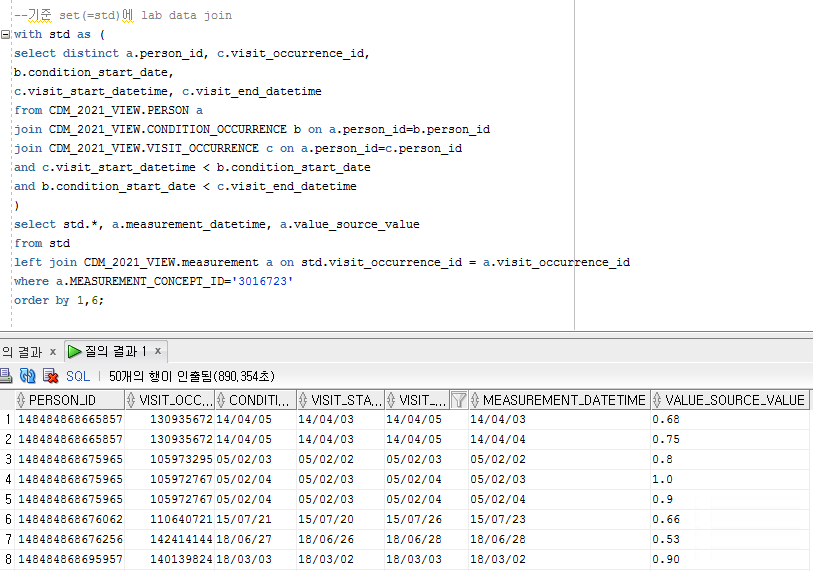 --기준 set(=std)에 lab data join
with std as (
select distinct a.person_id, c.visit_occurrence_id,
b.condition_start_date,
c.visit_start_datetime, c.visit_end_datetime
from CDM_2021_VIEW.PERSON a
join CDM_2021_VIEW.CONDITION_OCCURRENCE b on a.person_id=b.person_id
join CDM_2021_VIEW.VISIT_OCCURRENCE c on a.person_id=c.person_id
and c.visit_start_datetime < b.condition_start_date
and b.condition_start_date < c.visit_end_datetime
)
select std.*, a.measurement_datetime, a.value_source_value
from std
left join CDM_2021_VIEW.measurement a on std.visit_occurrence_id = a.visit_occurrence_id
where a.MEASUREMENT_CONCEPT_ID='3016723'
order by 1,6;
의 결과 x 질의 결과 1 x
SQL | 50개의 행이 인출됨(890,354초)
PERSON_ID VISIT_OCC... CONDITI... VISIT_STA... VISIT_... MEASUREMENT_DATETIME VALUE_SOURCE_VALUE
1 148484868665857 130935672 14/04/05 14/04/03 14/04/05 14/04/03 0.68
2 148484868665857 130935672 14/04/05 14/04/03 14/04/05 14/04/04 0.75
3 148484868675965 105973295 05/02/03 05/02/02 05/02/03 05/02/02 0.8
4 148484868675965 105972767 05/02/04 05/02/03 05/02/04 05/02/03 1.0
5 148484868675965 105972767 05/02/04 05/02/03 05/02/04 05/02/04 0.9
6 148484868676062 110640721 15/07/21 15/07/20 15/07/26 15/07/23 0.66
7 148484868676256 142414144 18/06/27 18/06/26 18/06/28 18/06/28 0.53
8 148484868695957 140139824 18/03/03 18/03/02 18/03/03 18/03/02 0.90